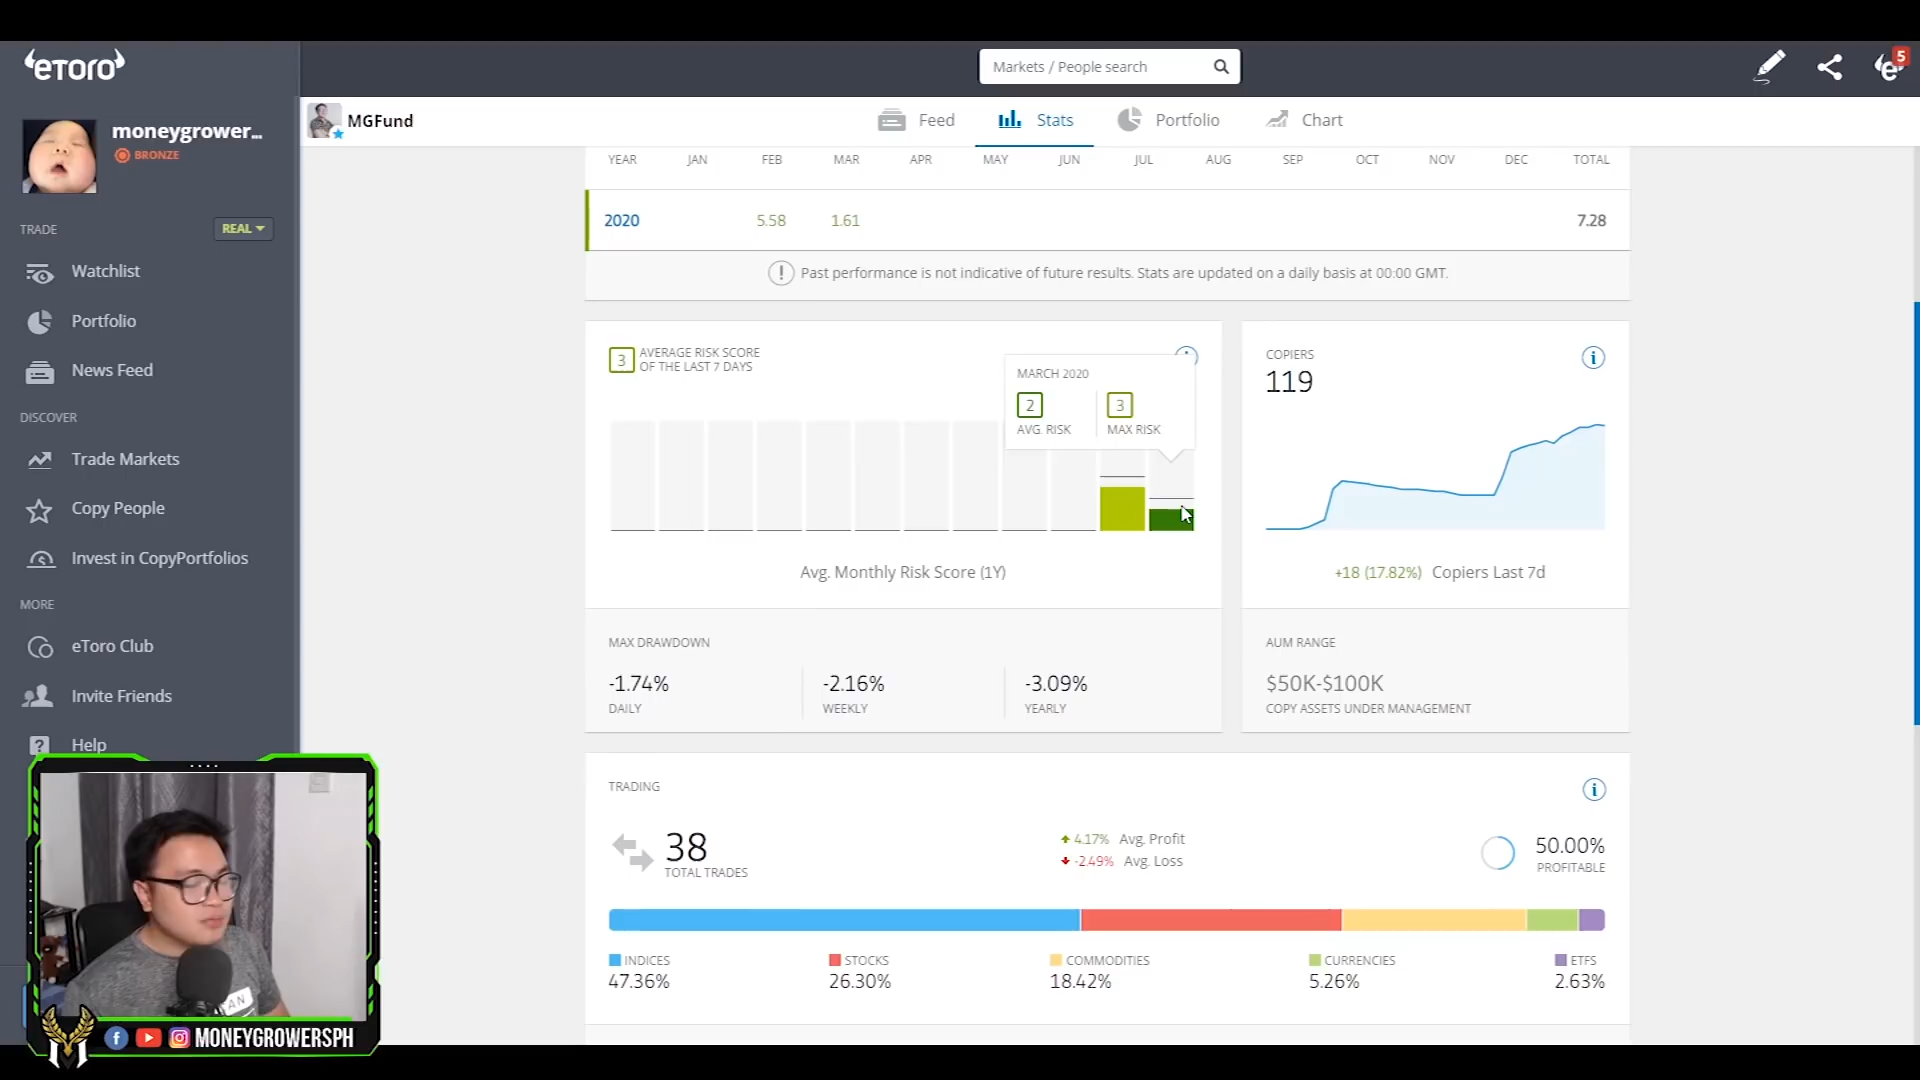 eToro
Markets / People search
5
moneygrower...
BRONZE
MGFund
Feed
Stats
Portfolio
Chart
YEAR JAN FEB MAR APR MAY JUN JUL AUG SEP OCT NOV DEC TOTAL
2020 5.58 1.61 7.28
Past performance is not indicative of future results. Stats are updated on a daily basis at 00:00 GMT.
TRADE
REAL
Watchlist
Portfolio
News Feed
DISCOVER
Trade Markets
Copy People
Invest in CopyPortfolios
MORE
eToro Club
Invite Friends
Help
3 AVERAGE RISK SCORE
OF THE LAST 7 DAYS
MARCH 2020
2 3
AVG. RISK MAX RISK
Avg. Monthly Risk Score (1Y)
MAX DRAWDOWN
-1.74% -2.16% -3.09%
DAILY WEEKLY YEARLY
COPIERS
119
+18 (17.82%) Copiers Last 7d
AUM RANGE
$50K-$100K
COPY ASSETS UNDER MANAGEMENT
TRADING
38
TOTAL TRADES
4.17% Avg. Profit
-2.49% Avg. Loss
50.00%
PROFITABLE
INDICES STOCKS COMMODITIES CURRENCIES ETFS
47.36% 26.30% 18.42% 5.26% 2.63%
MONEYGROWERSPH